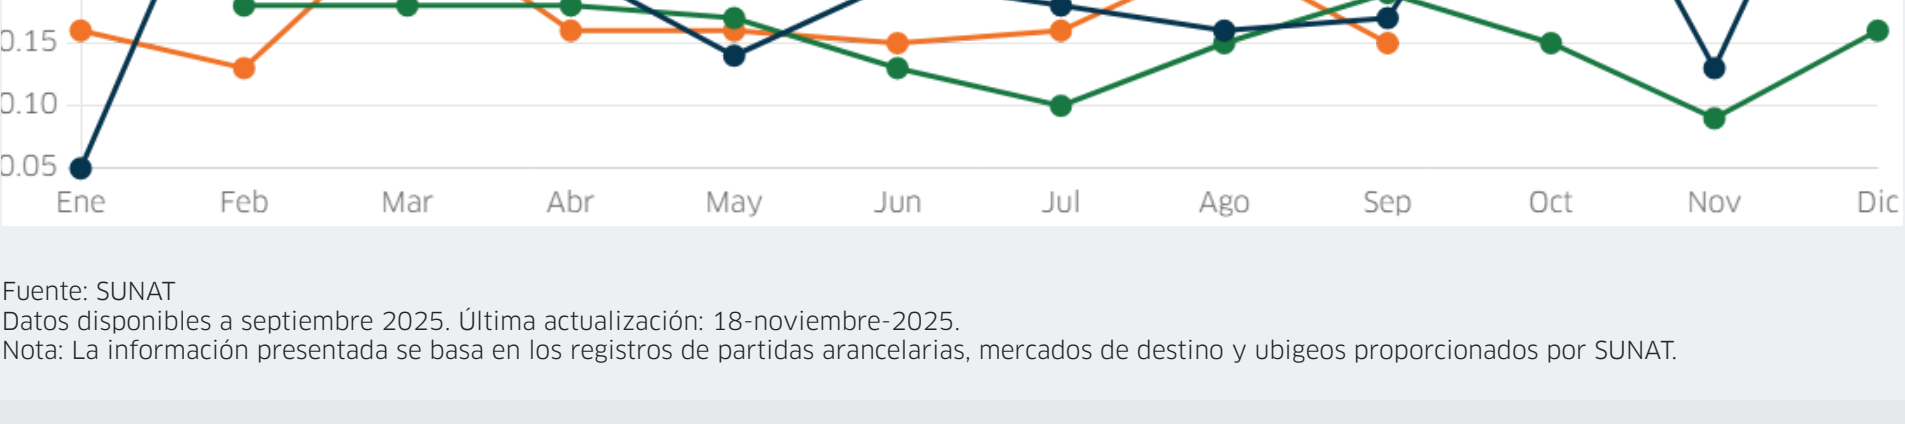 0.15
0.10
0.05
Ene Feb Mar Abr May Jun Jul Ago Sep Oct Nov Dic
Fuente: SUNAT
Datos disponibles a septiembre 2025. Última actualización: 18-noviembre-2025.
Nota: La información presentada se basa en los registros de partidas arancelarias, mercados de destino y ubigeos proporcionados por SUNAT.